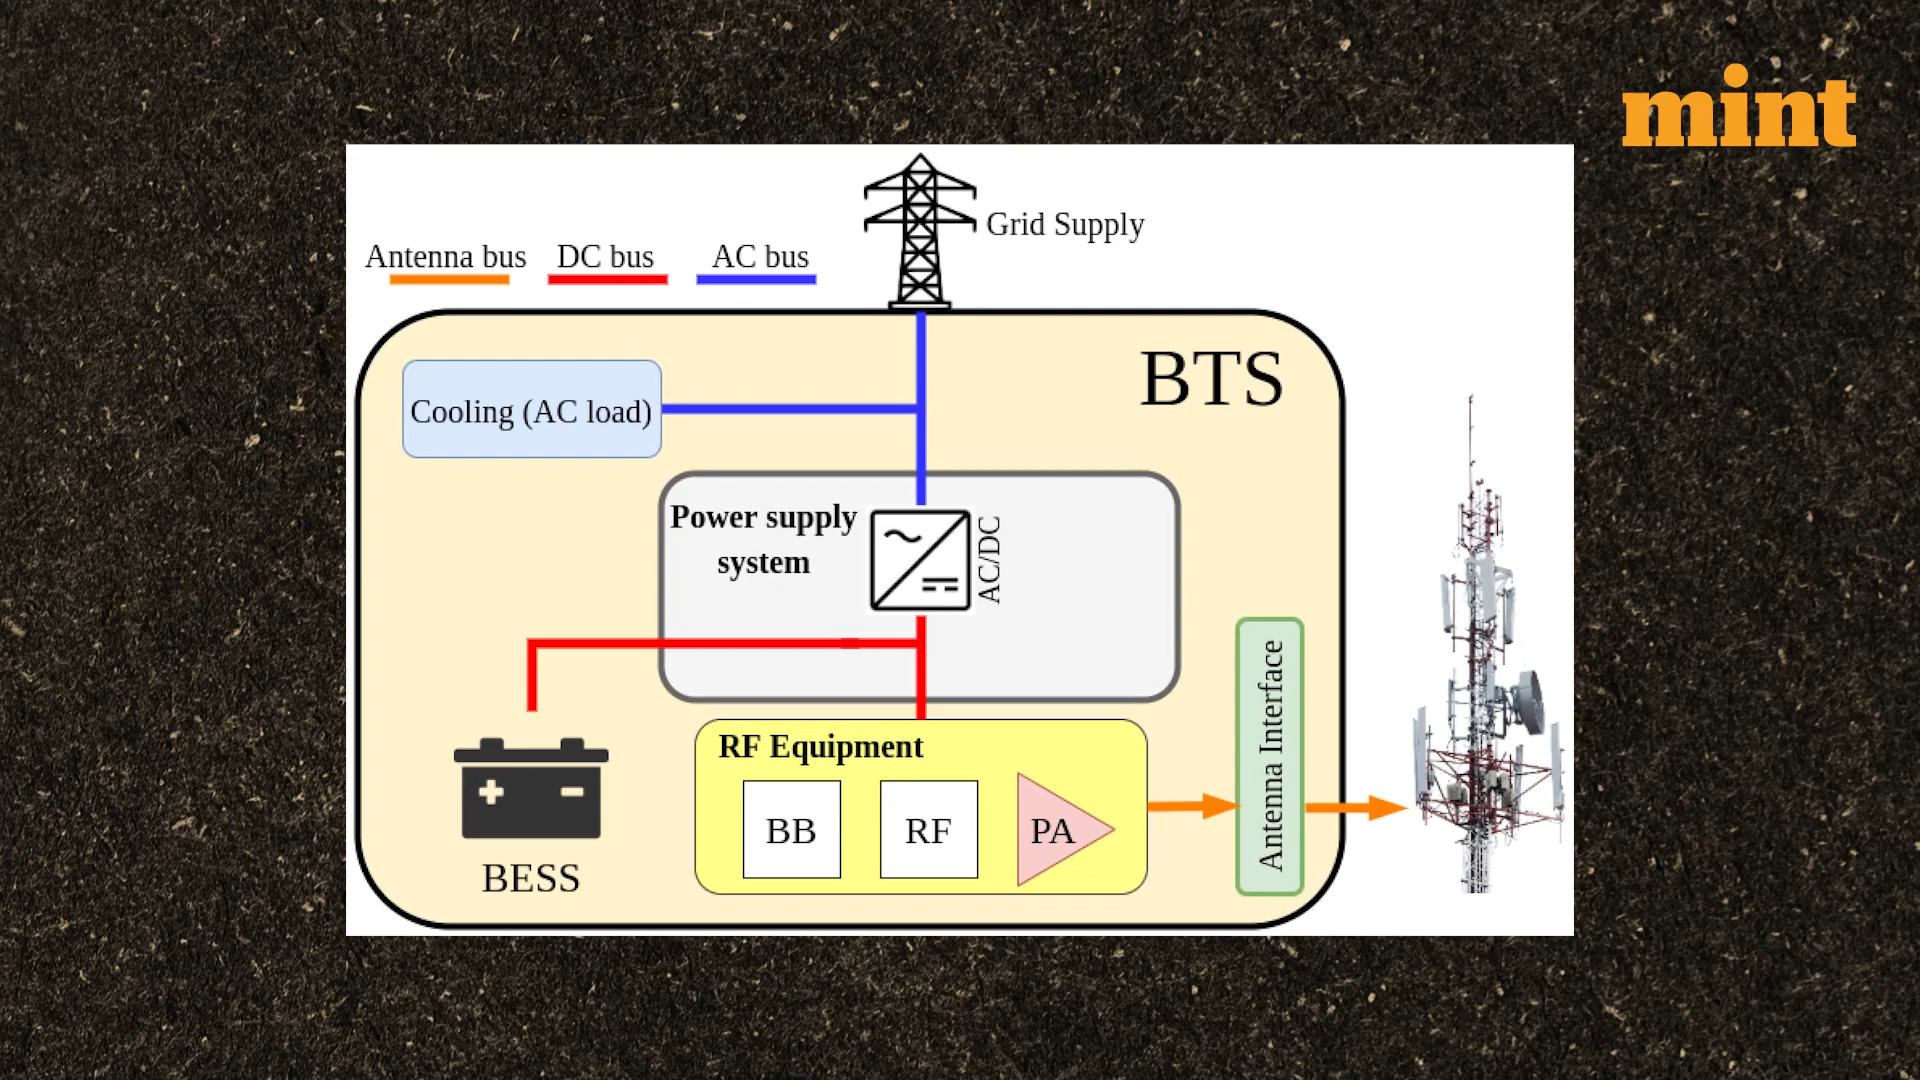 mint
Grid Supply
Antenna bus
DC bus
AC bus
BTS
Cooling (AC load)
Power supply
system
AC/DC
Antenna Interface
RF Equipment
BB
RF
PA
BESS